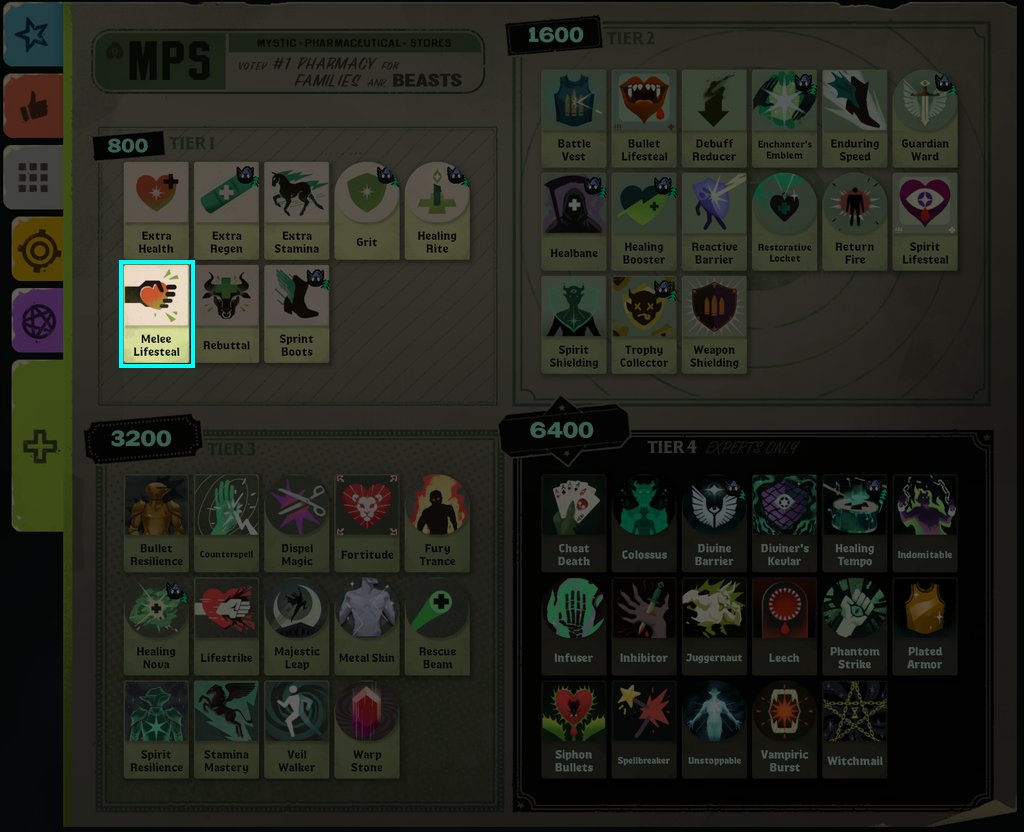 MPS
MYSTIC • PHARMACEUTICAL • STORES
VOTED #1 PHARMACY FOR
FAMILIES AND BEASTS
800
TIER 1
Extra
Health
Extra
Regen
Extra
Stamina
Grit
Healing
Rite
Melee
Lifesteal
Rebuttal
Sprint
Boots
1600
TIER 2
Battle
Vest
Bullet
Lifesteal
Debuff
Reducer
Enchanter's
Emblem
Enduring
Speed
Guardian
Ward
Healbane
Healing
Booster
Reactive
Barrier
Restorative
Locket
Return
Fire
Spirit
Lifesteal
Spirit
Shielding
Trophy
Collector
Weapon
Shielding
3200
TIER 3
Bullet
Resilience
Counterspell
Dispel
Magic
Fortitude
Fury
Trance
Healing
Nova
Lifestrike
Majestic
Leap
Metal Skin
Rescue
Beam
Spirit
Resilience
Stamina
Mastery
Veil
Walker
Warp
Stone
6400
TIER 4 EXPERTS ONLY
Cheat
Death
Colossus
Divine
Barrier
Diviner's
Kevlar
Healing
Tempo
Indomitable
Infuser
Inhibitor
Juggernaut
Leech
Phantom
Strike
Plated
Armor
Siphon
Bullets
Spellbreaker
Unstoppable
Vampiric
Burst
Witchmail